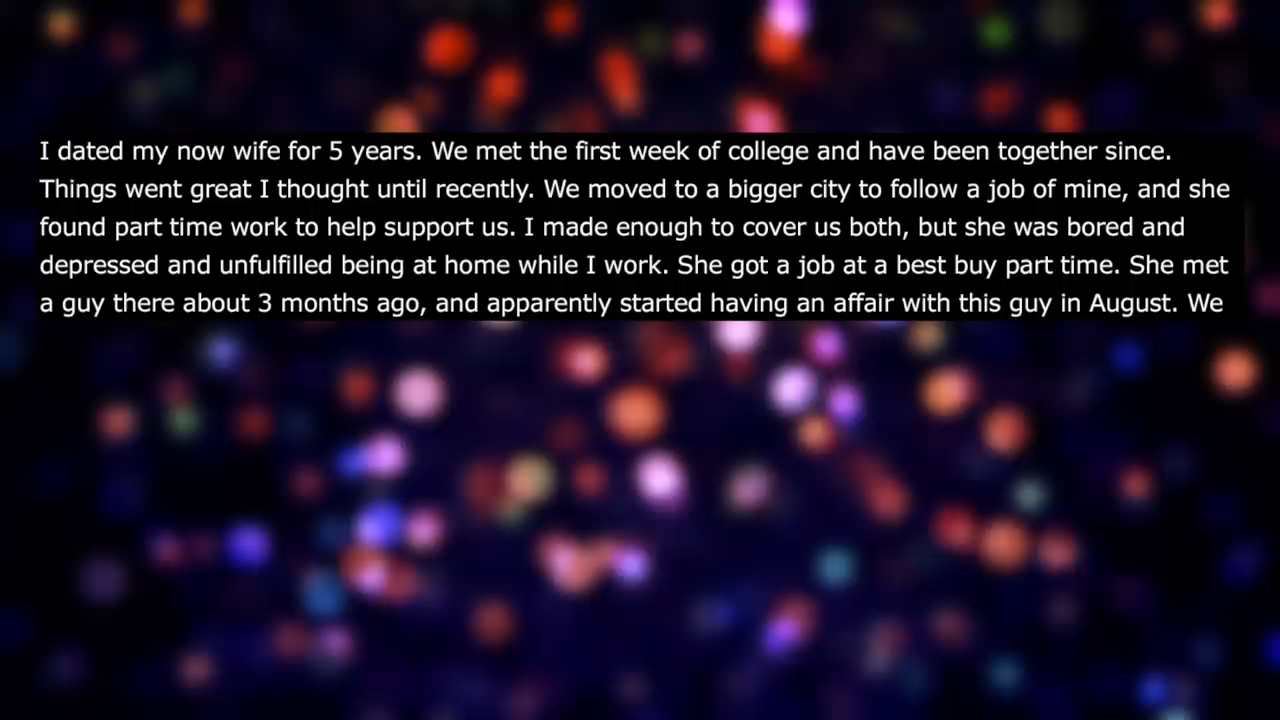 I dated my now wife for 5 years. We met the first week of college and have been together since.
Things went great I thought until recently. We moved to a bigger city to follow a job of mine, and she
found part time work to help support us. I made enough to cover us both, but she was bored and
depressed and unfulfilled being at home while I work. She got a job at a best buy part time. She met
a guy there about 3 months ago, and apparently started having an affair with this guy in August. We